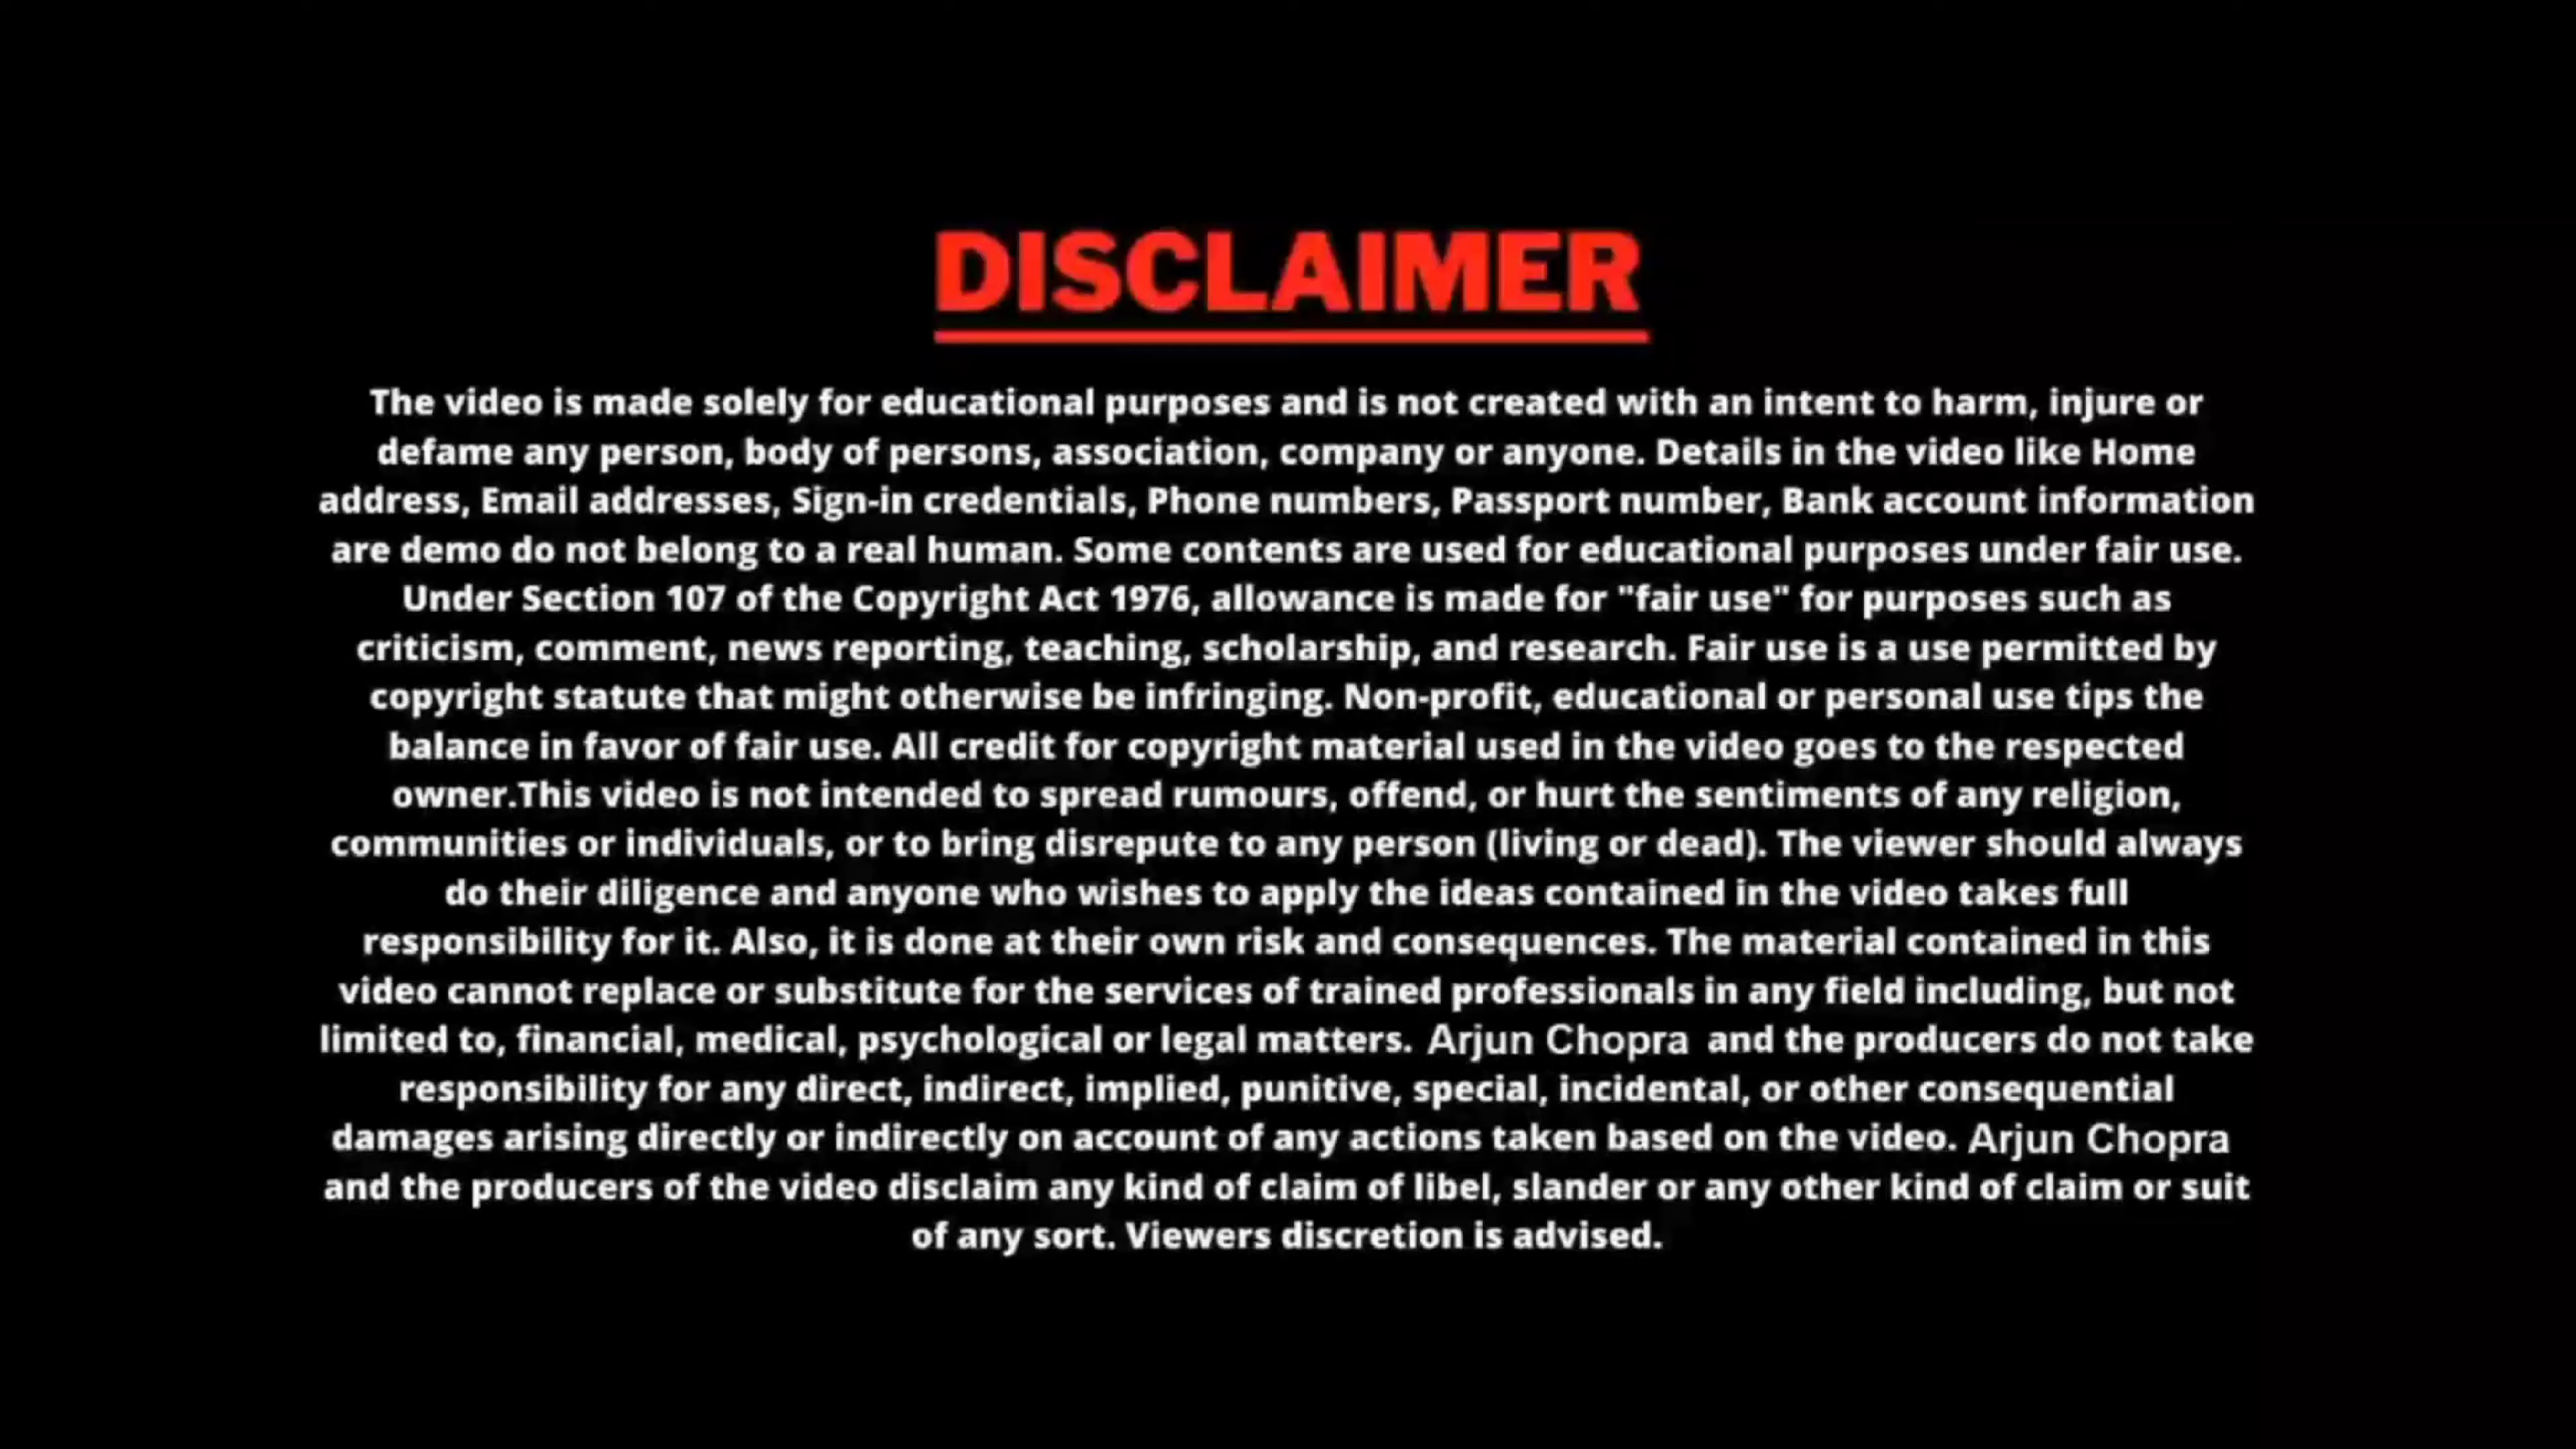 DISCLAIMER
The video is made solely for educational purposes and is not created with an intent to harm, injure or
defame any person, body of persons, association, company or anyone. Details in the video like Home
address, Email addresses, Sign-in credentials, Phone numbers, Passport number, Bank account information
are demo do not belong to a real human. Some contents are used for educational purposes under fair use.
Under Section 107 of the Copyright Act 1976, allowance is made for "fair use" for purposes such as
criticism, comment, news reporting, teaching, scholarship, and research. Fair use is a use permitted by
copyright statute that might otherwise be infringing. Non-profit, educational or personal use tips the
balance in favor of fair use. All credit for copyright material used in the video goes to the respected
owner.This video is not intended to spread rumours, offend, or hurt the sentiments of any religion,
communities or individuals, or to bring disrepute to any person (living or dead). The viewer should always
do their diligence and anyone who wishes to apply the ideas contained in the video takes full
responsibility for it. Also, it is done at their own risk and consequences. The material contained in this
video cannot replace or substitute for the services of trained professionals in any field including, but not
limited to, financial, medical, psychological or legal matters. Arjun Chopra and the producers do not take
responsibility for any direct, indirect, implied, punitive, special, incidental, or other consequential
damages arising directly or indirectly on account of any actions taken based on the video. Arjun Chopra
and the producers of the video disclaim any kind of claim of libel, slander or any other kind of claim or suit
of any sort. Viewers discretion is advised.